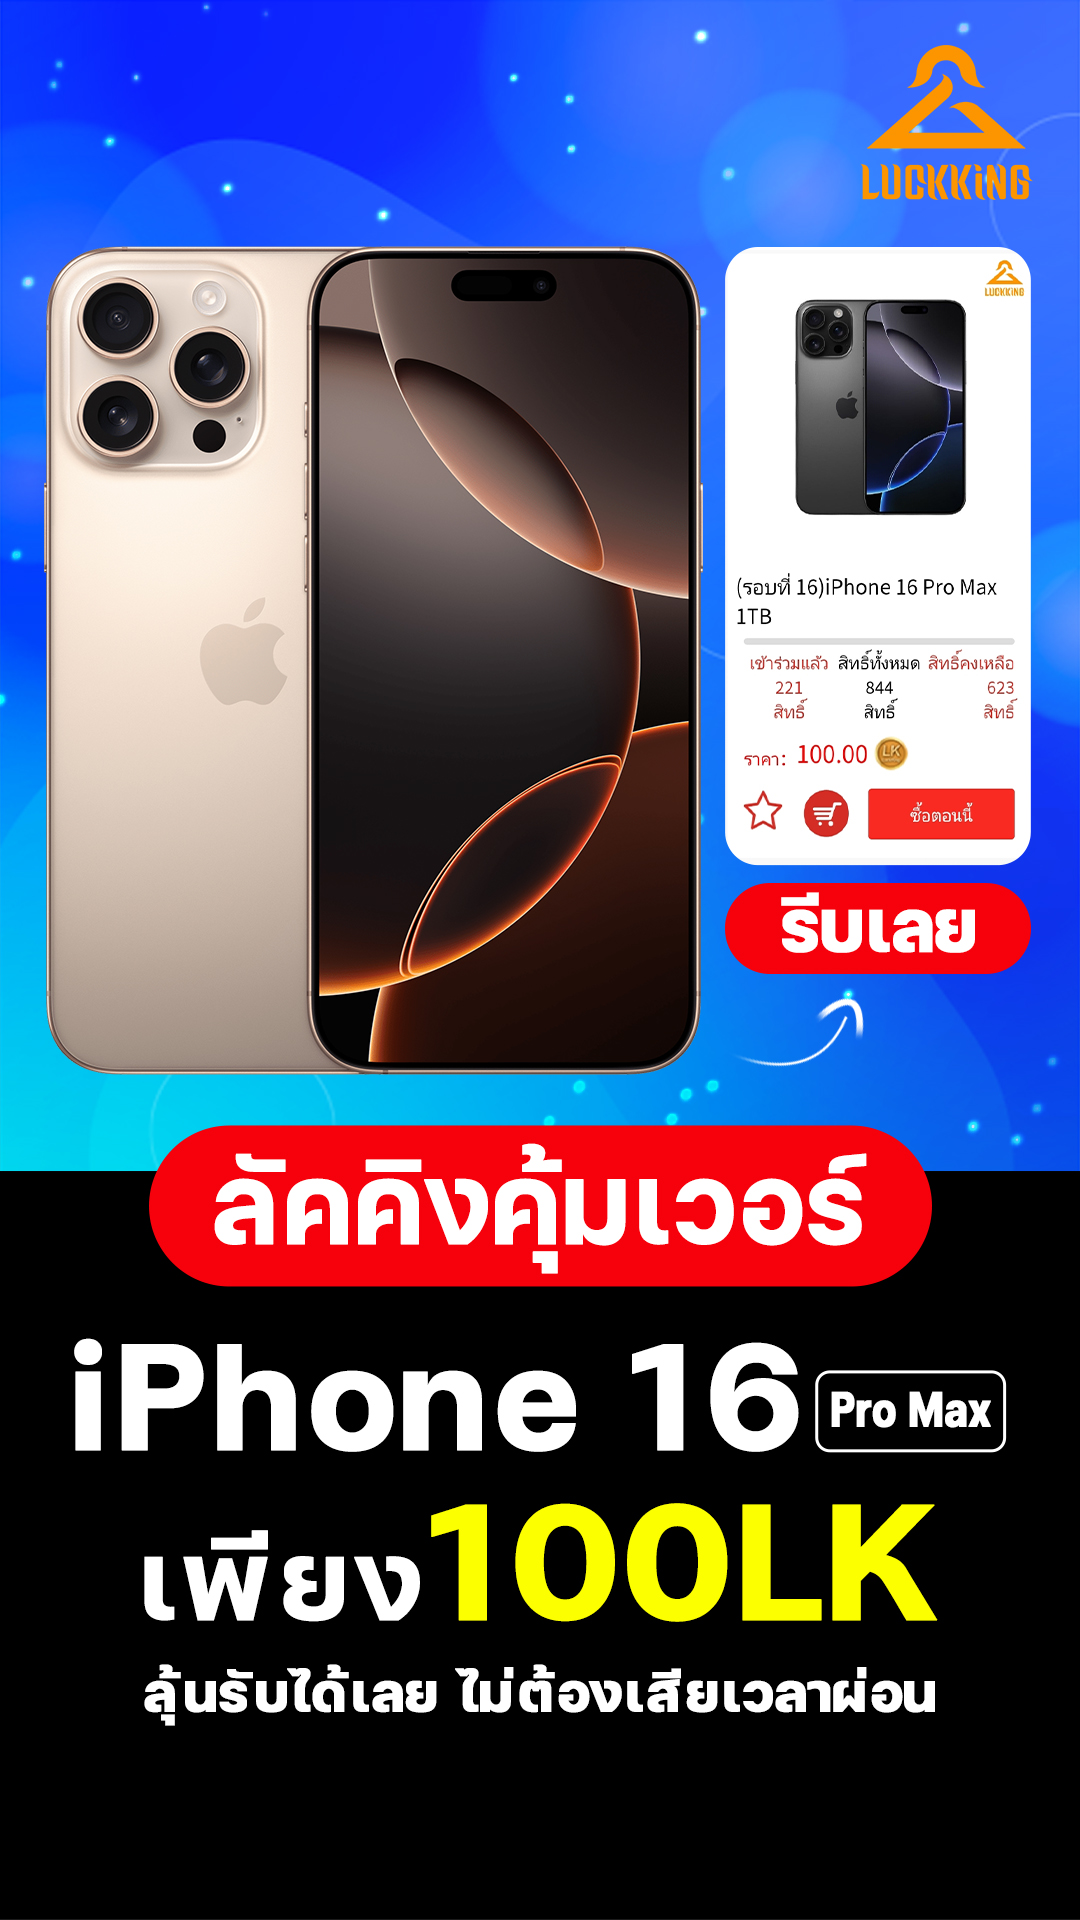 LUCKKiNG
LUCKKiNG
(รอบที่ 16)iPhone 16 Pro Max
1TB
เข้าร่วมแล้ว สิทธิ์ทั้งหมด สิทธิ์คงเหลือ
221 844 623
สิทธิ์ สิทธิ์ สิทธิ์
ราคา: 100.00 LK
ซื้อตอนนี้
รีบเลย
ลัคคิงคุ้มเวอร์
iPhone 16 Pro Max
เพียง 100LK
ลุ้นรับได้เลย ไม่ต้องเสียเวลาผ่อน